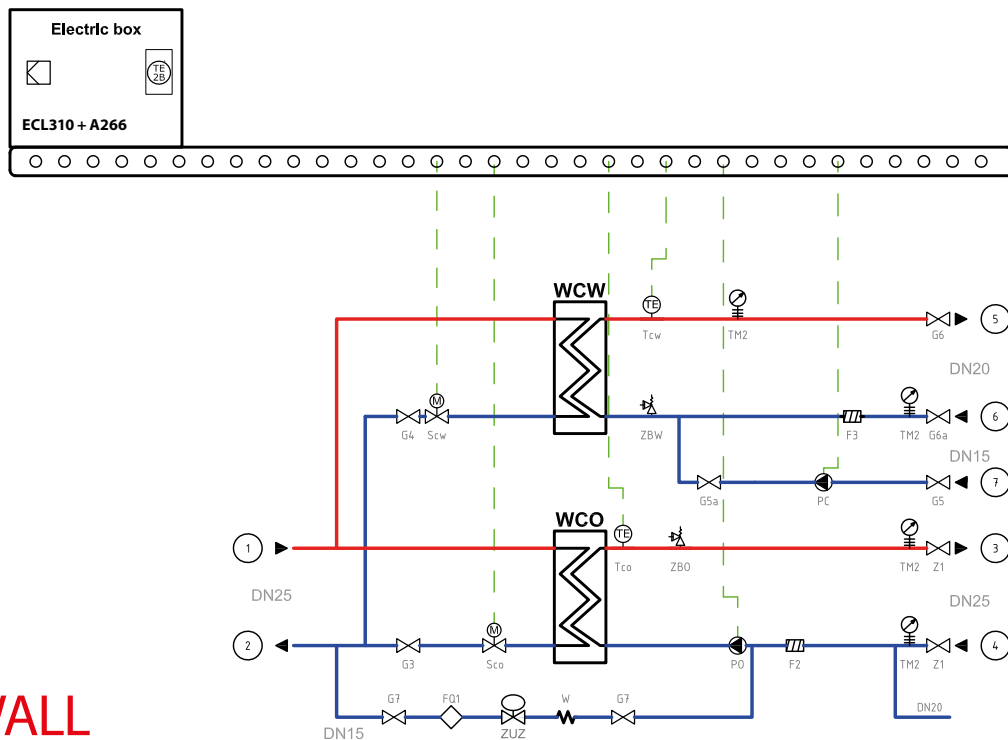 Electric box
TE
2B
ECL310 + A266
WCW
TE
Tcw
TM2
G6
5
DN20
M
G4
Scw
ZBW
F3
TM2
G6a
6
DN15
G5a
PC
G5
7
WCO
1
TE
Tco
ZBO
TM2
Z1
3
DN25
DN25
2
M
G3
Sco
PO
F2
TM2
Z1
4
G7
FQ1
ZUZ
W
G7
DN20
DN15
VALL